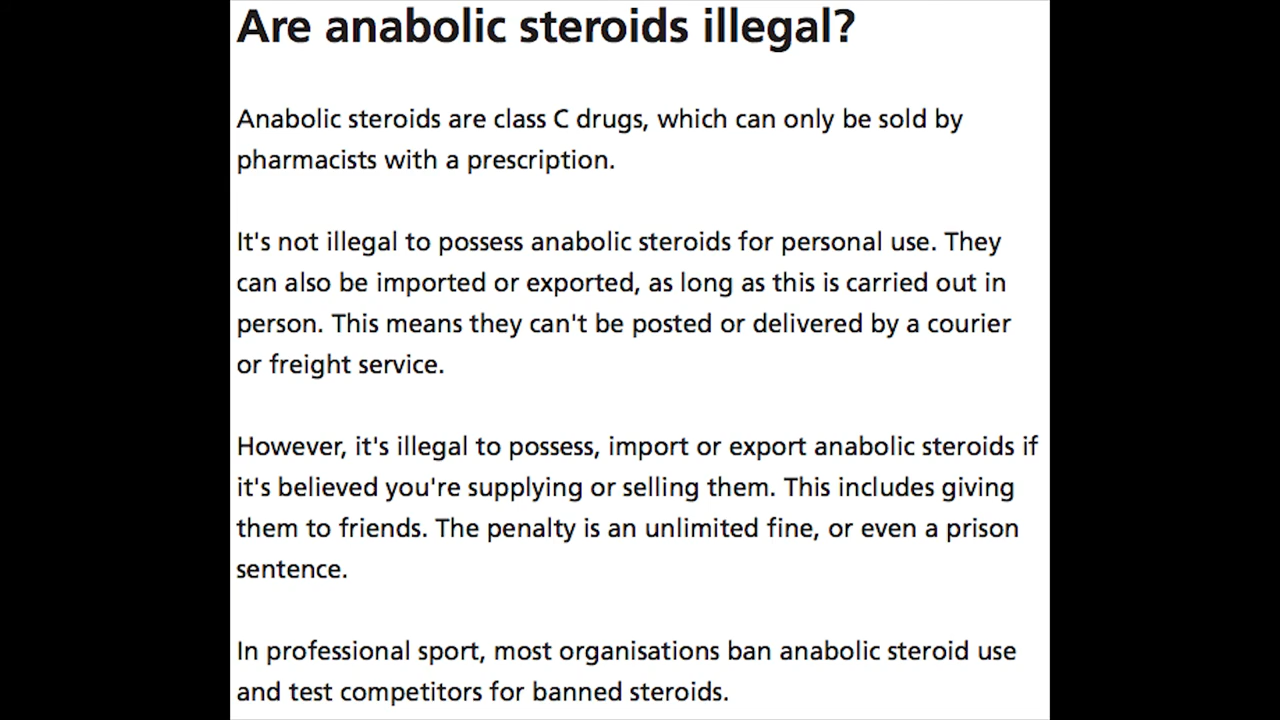 Are anabolic steroids illegal?
Anabolic steroids are class C drugs, which can only be sold by
pharmacists with a prescription.
It's not illegal to possess anabolic steroids for personal use. They
can also be imported or exported, as long as this is carried out in
person. This means they can't be posted or delivered by a courier
or freight service.
However, it's illegal to possess, import or export anabolic steroids if
it's believed you're supplying or selling them. This includes giving
them to friends. The penalty is an unlimited fine, or even a prison
sentence.
In professional sport, most organisations ban anabolic steroid use
and test competitors for banned steroids.